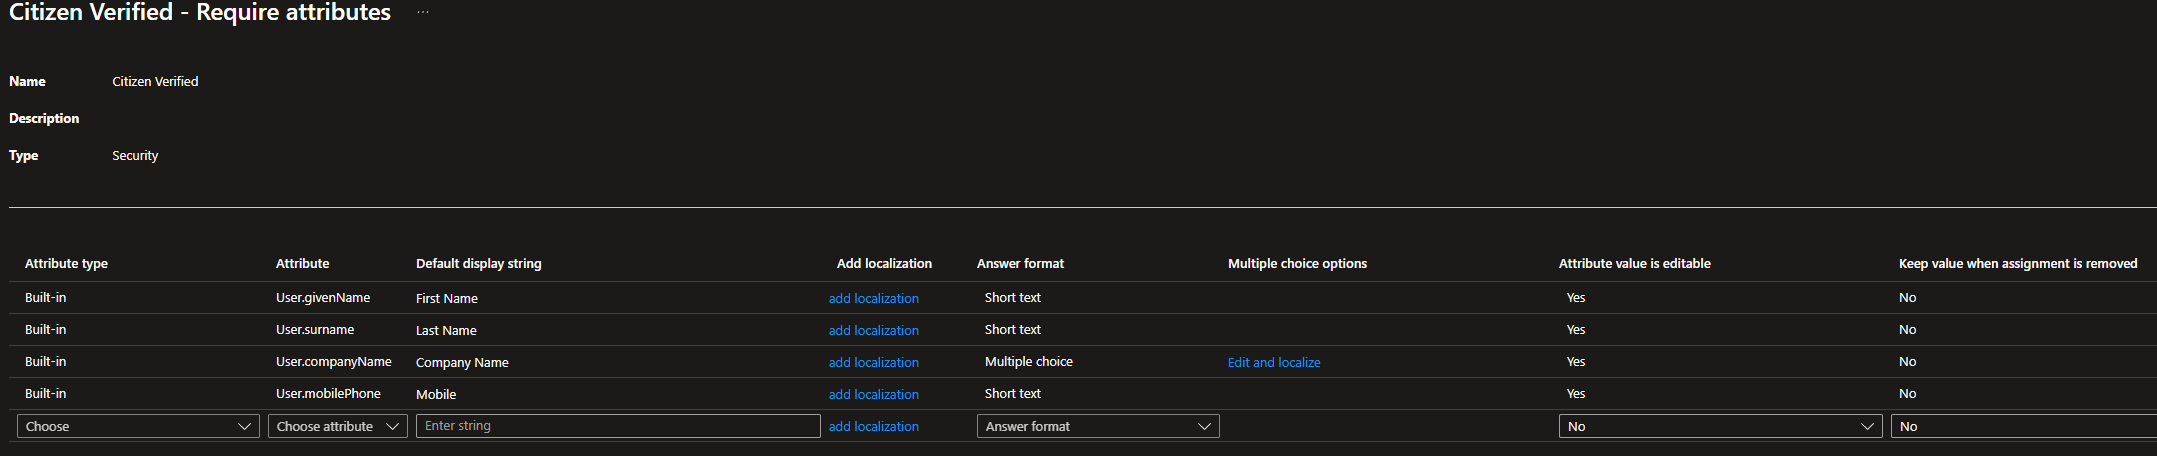 Citizen Verified - Require attributes ...
Name Citizen Verified
Description
Type Security
Attribute type Attribute Default display string Add localization Answer format Multiple choice options Attribute value is editable Keep value when assignment is removed
Built-in User.givenName First Name add localization Short text Yes No
Built-in User.surname Last Name add localization Short text Yes No
Built-in User.companyName Company Name add localization Multiple choice Edit and localize Yes No
Built-in User.mobilePhone Mobile add localization Short text Yes No
Choose Choose attribute Enter string add localization Answer format No No